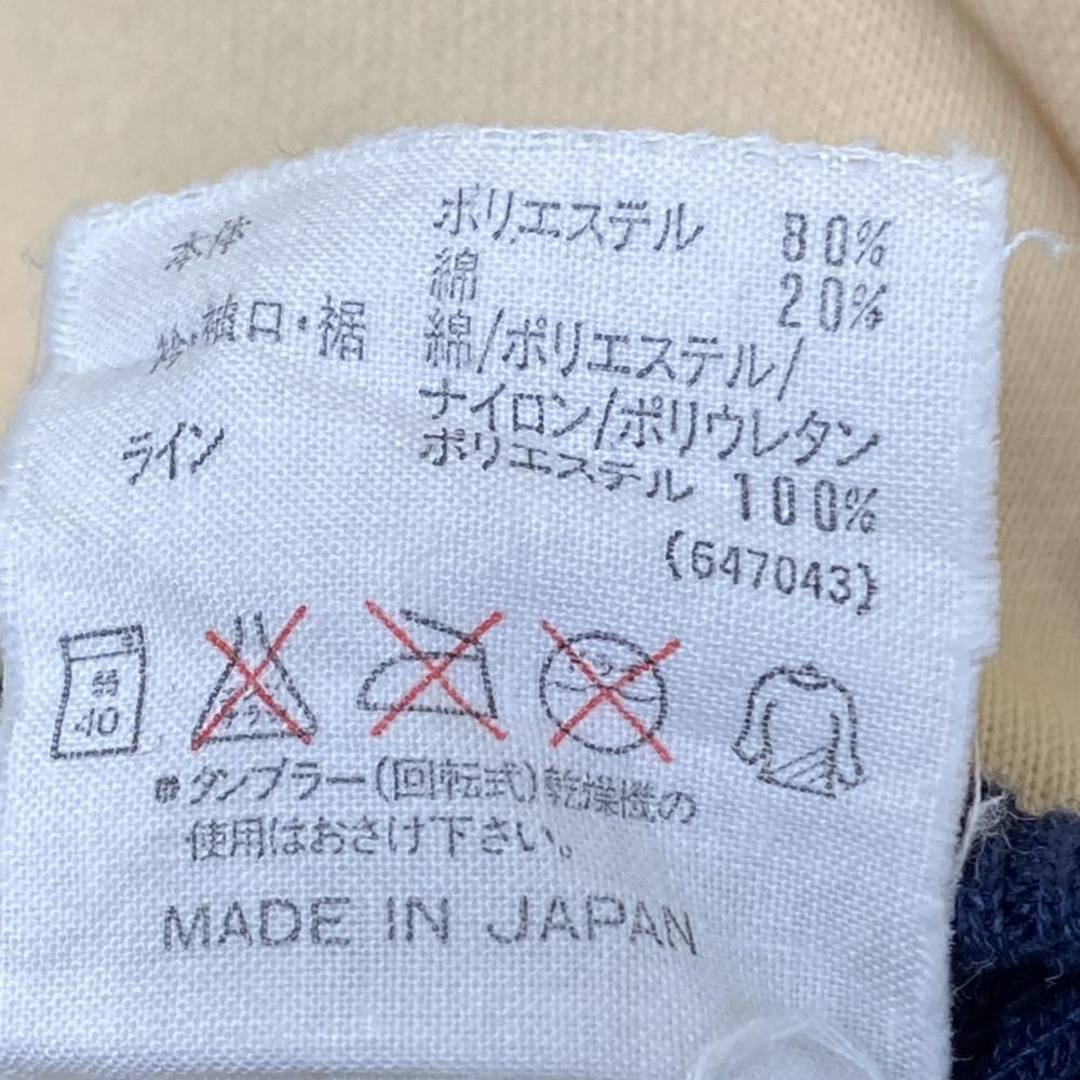 本体 ポリエステル 80%
綿 20%
衿・袖口・裾 綿/ポリエステル/
ナイロン/ポリウレタン
ライン ポリエステル 100%
(647043)
40
※タンブラー(回転式)乾燥機の
使用はおさけ下さい。
MADE IN JAPAN